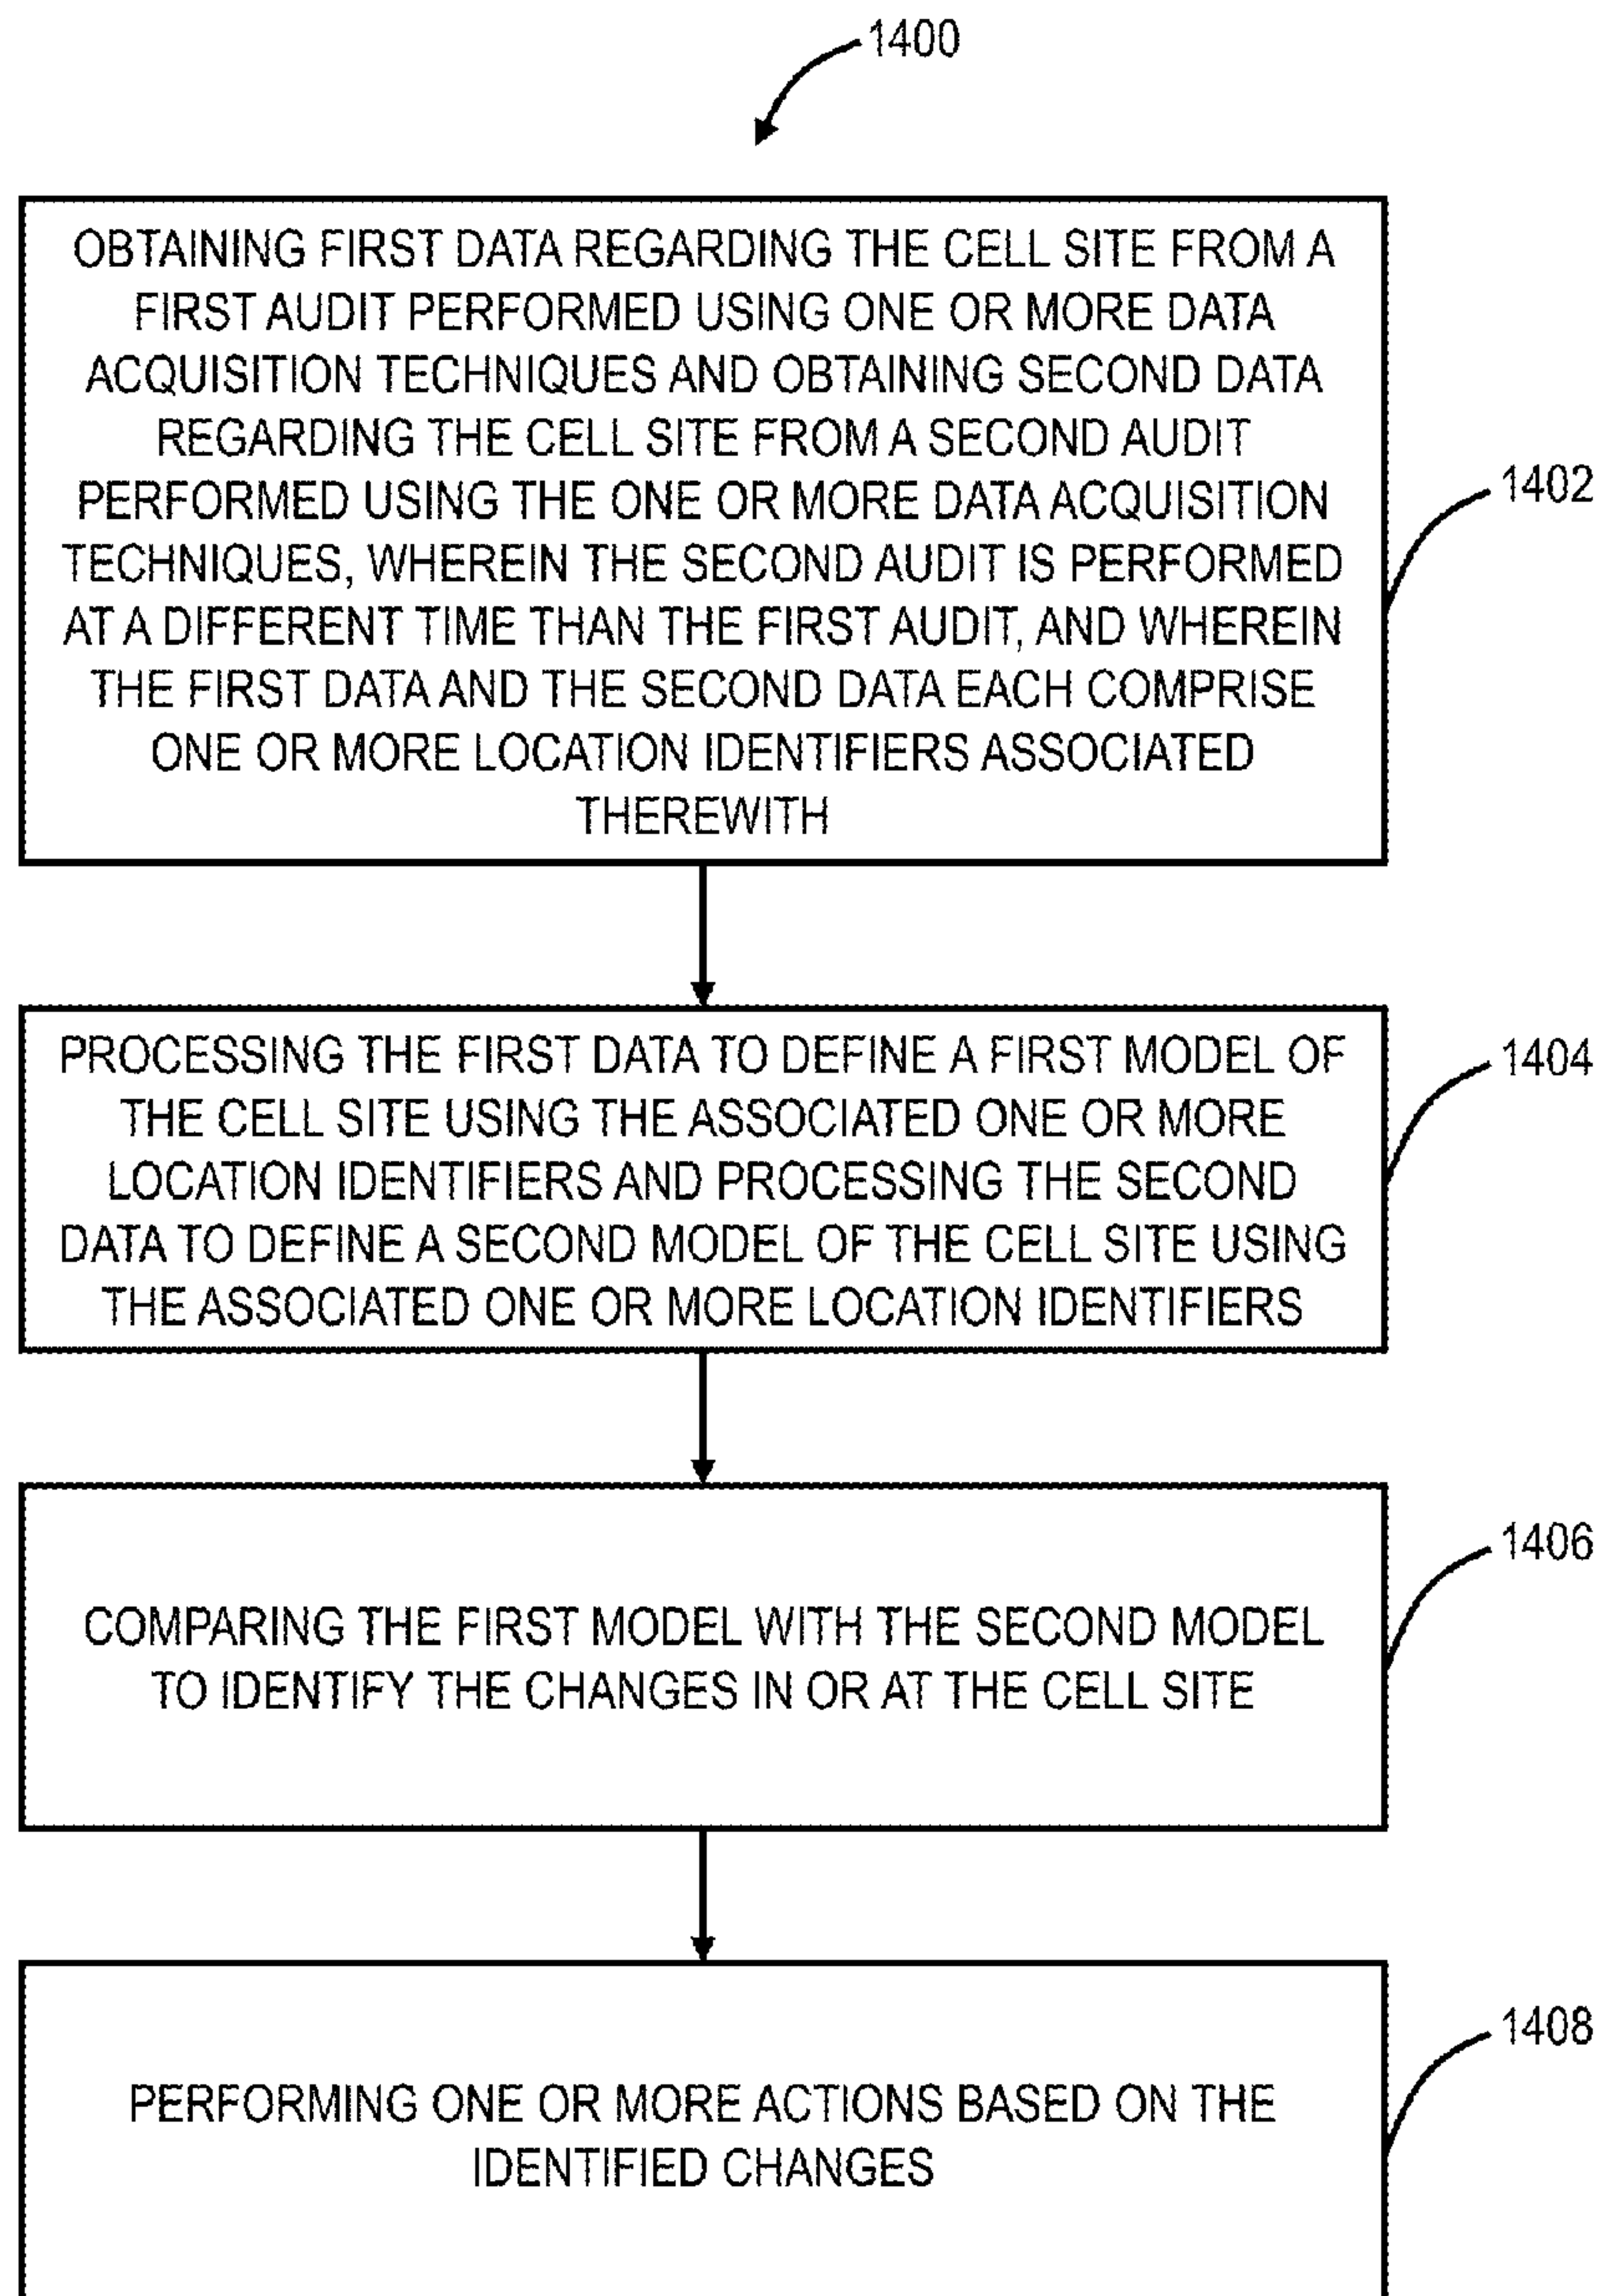 1400
OBTAINING FIRST DATA REGARDING THE CELL SITE FROM A
FIRST AUDIT PERFORMED USING ONE OR MORE DATA
ACQUISITION TECHNIQUES AND OBTAINING SECOND DATA
REGARDING THE CELL SITE FROM A SECOND AUDIT
PERFORMED USING THE ONE OR MORE DATA ACQUISITION
TECHNIQUES, WHEREIN THE SECOND AUDIT IS PERFORMED
AT A DIFFERENT TIME THAN THE FIRST AUDIT, AND WHEREIN
THE FIRST DATA AND THE SECOND DATA EACH COMPRISE
ONE OR MORE LOCATION IDENTIFIERS ASSOCIATED
THEREWITH
1402
PROCESSING THE FIRST DATA TO DEFINE A FIRST MODEL OF
THE CELL SITE USING THE ASSOCIATED ONE OR MORE
LOCATION IDENTIFIERS AND PROCESSING THE SECOND
DATA TO DEFINE A SECOND MODEL OF THE CELL SITE USING
THE ASSOCIATED ONE OR MORE LOCATION IDENTIFIERS
1404
COMPARING THE FIRST MODEL WITH THE SECOND MODEL
TO IDENTIFY THE CHANGES IN OR AT THE CELL SITE
1406
PERFORMING ONE OR MORE ACTIONS BASED ON THE
IDENTIFIED CHANGES
1408